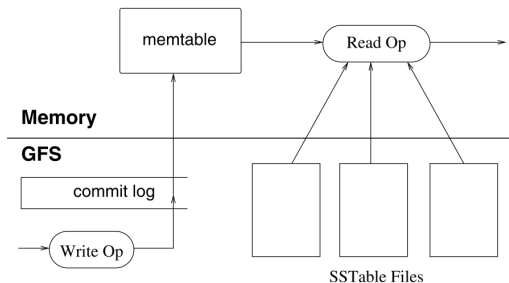 memtable
Read Op
Memory
GFS
commit log
Write Op
SSTable Files